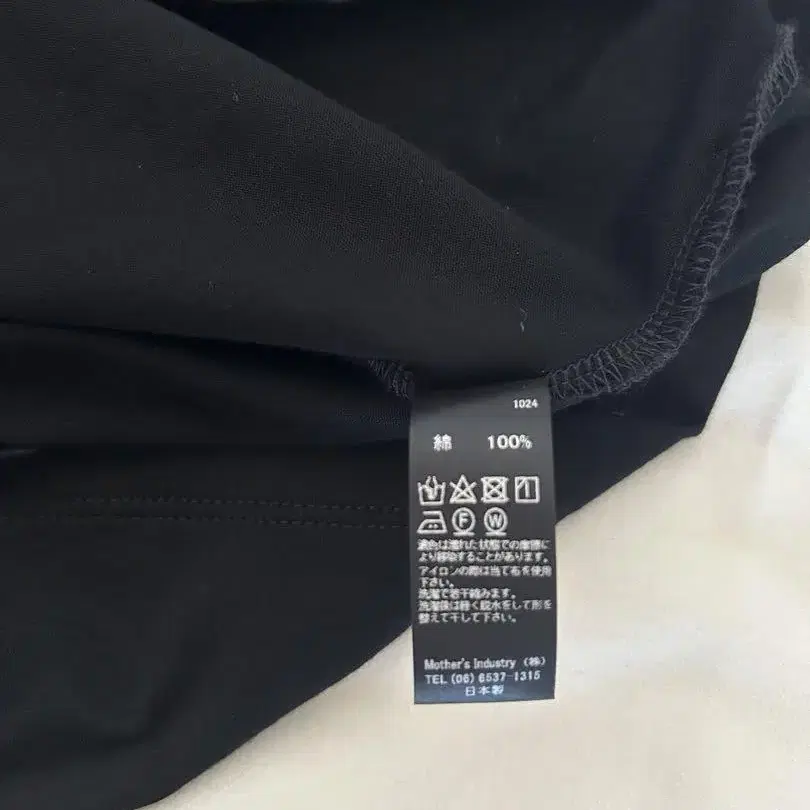 1024
綿 100%
F W
濃色は濡れた状態での摩擦に
より移染することがあります。
アイロンの際は当て布を使用
下さい。
洗濯で若干縮みます。
洗濯後は軽く脱水をして形を
整えて干して下さい。
Mother's Industry (株)
TEL (06) 6537-1315
日本製